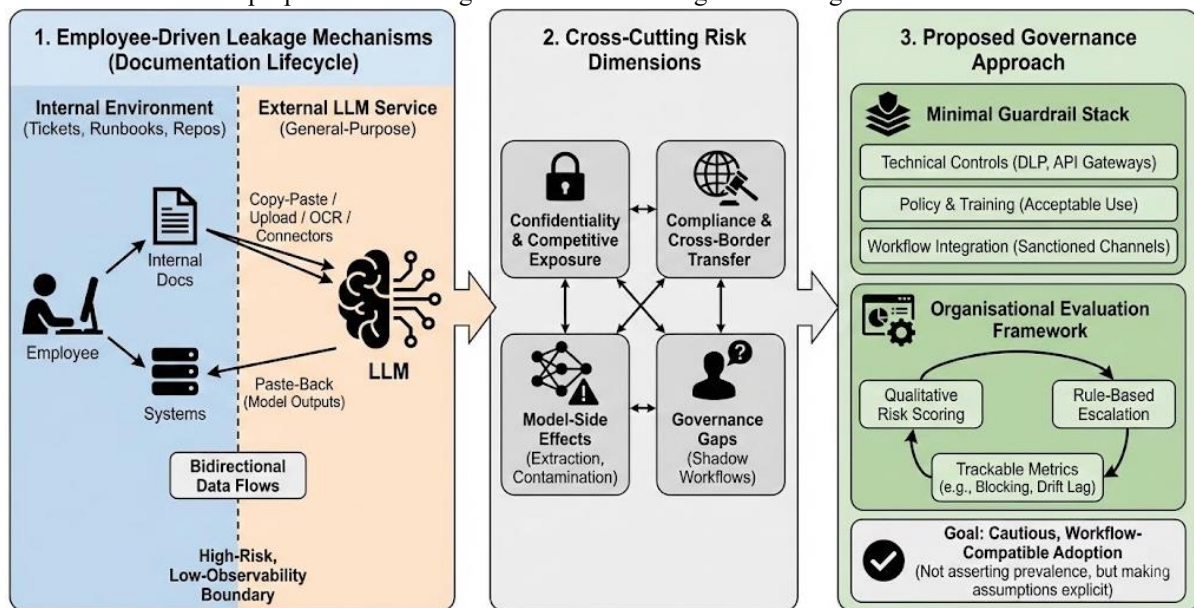 1. Employee-Driven Leakage Mechanisms
(Documentation Lifecycle)
Internal Environment
(Tickets, Runbooks, Repos)
External LLM Service
(General-Purpose)
Copy-Paste /
Upload / OCR /
Connectors
Internal
Docs
Employee
LLM
Systems
Paste-Back
(Model Outputs)
Bidirectional
Data Flows
High-Risk,
Low-Observability
Boundary
2. Cross-Cutting Risk
Dimensions
Confidentiality
& Competitive
Exposure
Compliance &
Cross-Border
Transfer
Model-Side
Effects
(Extraction,
Contamination)
?
Governance
Gaps
(Shadow
Workflows)
3. Proposed Governance
Approach
Minimal Guardrail Stack
Technical Controls (DLP, API Gateways)
Policy & Training (Acceptable Use)
Workflow Integration (Sanctioned Channels)
Organisational Evaluation
Framework
Qualitative
Risk Scoring
Rule-Based
Escalation
Trackable Metrics
(e.g., Blocking, Drift Lag)
Goal: Cautious, Workflow-
Compatible Adoption
(Not asserting prevalence, but making
assumptions explicit)